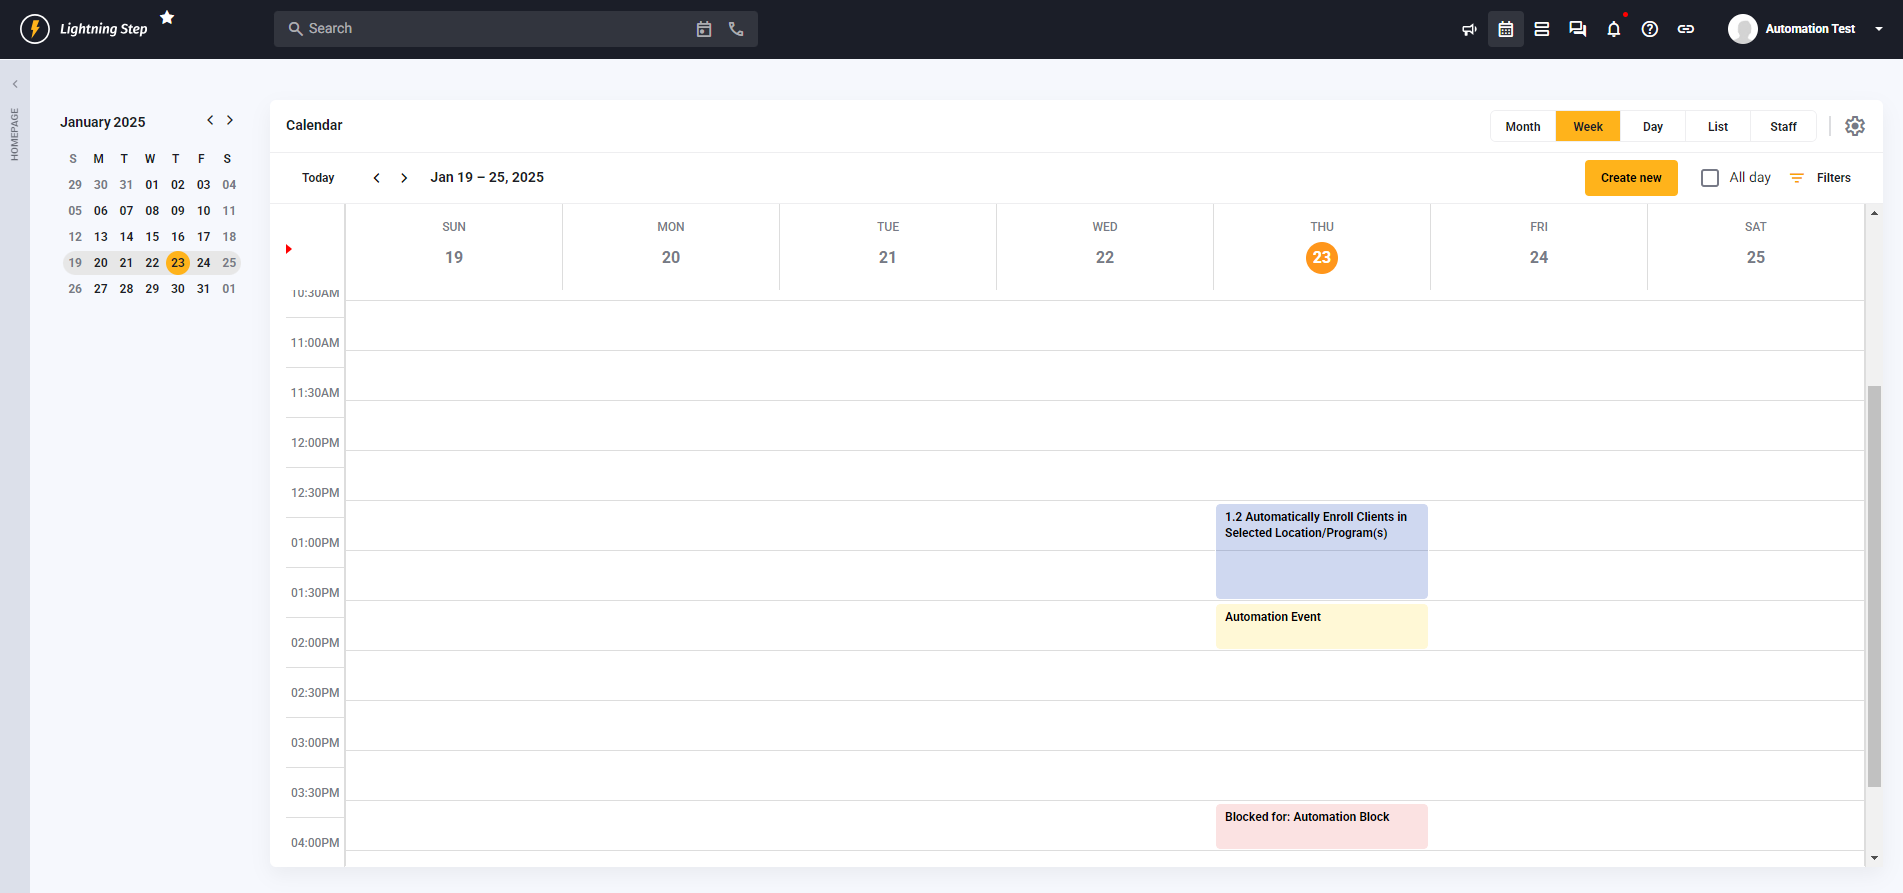 Lightning Step
Search
Automation Test
HOMEPAGE
January 2025
S M T W T F S
29 30 31 01 02 03 04
05 06 07 08 09 10 11
12 13 14 15 16 17 18
19 20 21 22 23 24 25
26 27 28 29 30 31 01
Calendar
Month Week Day List Staff
Today Jan 19 – 25, 2025
Create new All day Filters
SUN MON TUE WED THU FRI SAT
19 20 21 22 23 24 25
10:30AM
11:00AM
11:30AM
12:00PM
12:30PM
1.2 Automatically Enroll Clients in
Selected Location/Program(s)
01:00PM
01:30PM
Automation Event
02:00PM
02:30PM
03:00PM
03:30PM
Blocked for: Automation Block
04:00PM